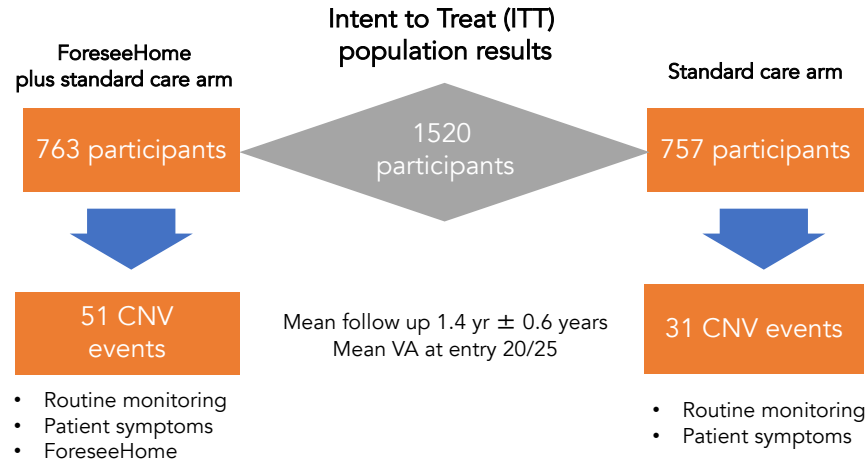 Intent to Treat (ITT)
population results
ForeseeHome
plus standard care arm
Standard care arm
763 participants
1520
participants
757 participants
51 CNV
events
Mean follow up 1.4 yr ± 0.6 years
Mean VA at entry 20/25
31 CNV events
• Routine monitoring
• Patient symptoms
• ForeseeHome
• Routine monitoring
• Patient symptoms